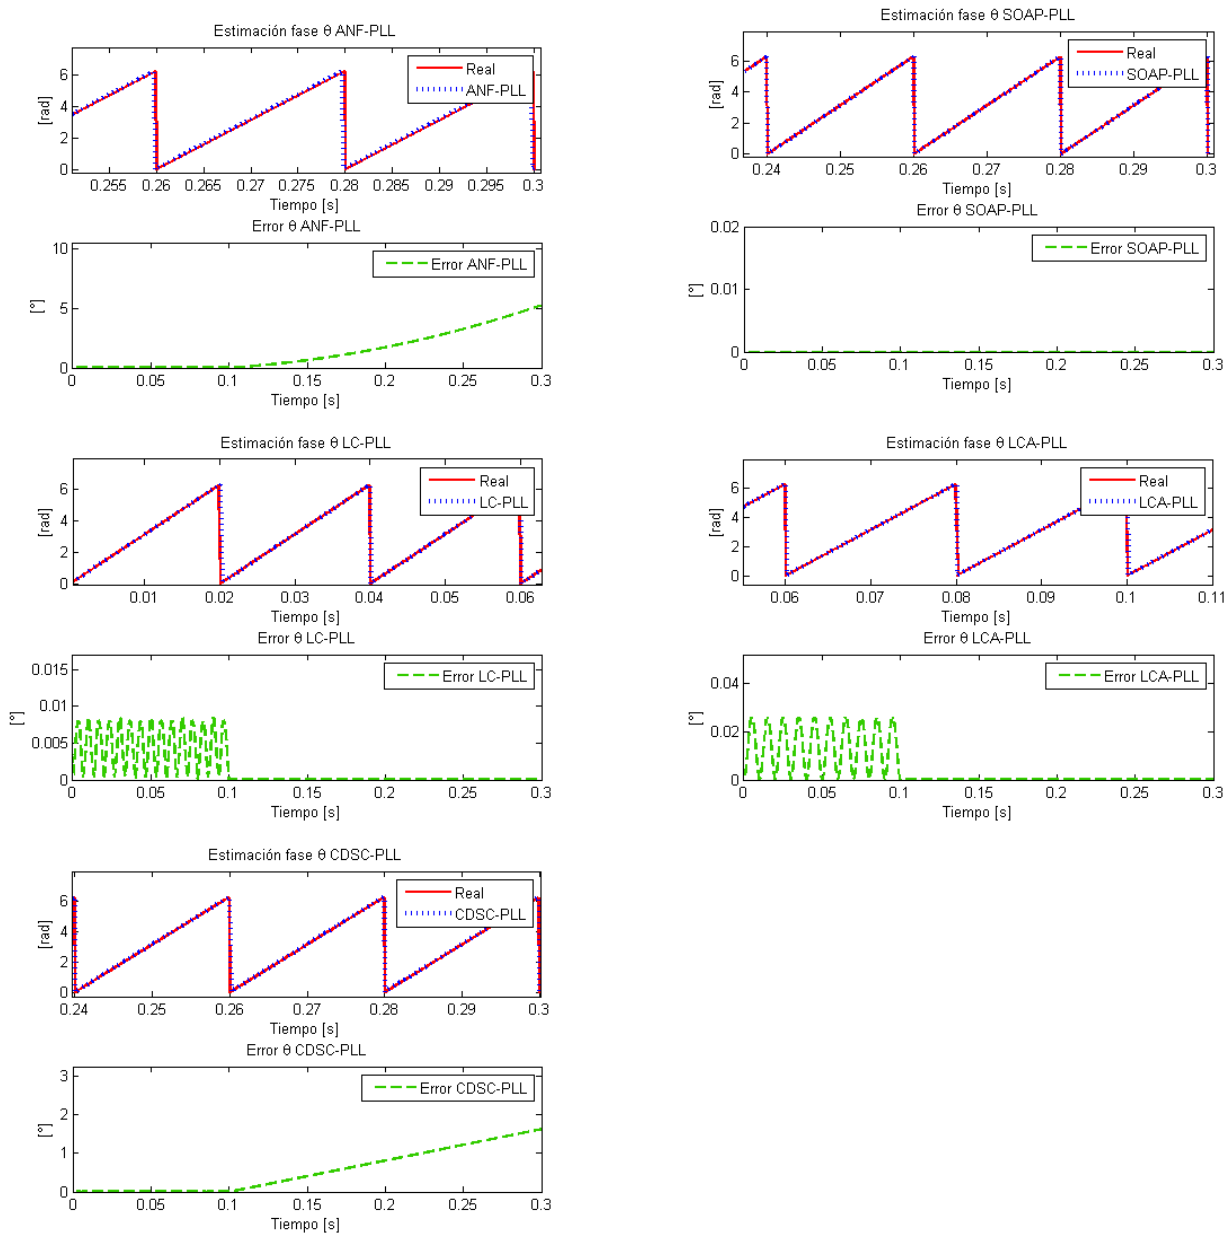 Estimación fase θ ANF-PLL
[rad]
6
4
2
0
Real
ANF-PLL
0.255 0.26 0.265 0.27 0.275 0.28 0.285 0.29 0.295 0.3
Tiempo [s]
Error θ ANF-PLL
[°]
10
5
0
Error ANF-PLL
0 0.05 0.1 0.15 0.2 0.25 0.3
Tiempo [s]
Estimación fase θ SOAP-PLL
[rad]
6
4
2
0
Real
SOAP-PLL
0.24 0.25 0.26 0.27 0.28 0.29 0.3
Tiempo [s]
Error θ SOAP-PLL
[°]
0.02
0.01
0
Error SOAP-PLL
0 0.05 0.1 0.15 0.2 0.25 0.3
Tiempo [s]
Estimación fase θ LC-PLL
[rad]
6
4
2
0
Real
LC-PLL
0.01 0.02 0.03 0.04 0.05 0.06
Tiempo [s]
Error θ LC-PLL
[°]
0.015
0.01
0.005
0
Error LC-PLL
0 0.05 0.1 0.15 0.2 0.25 0.3
Tiempo [s]
Estimación fase θ LCA-PLL
[rad]
6
4
2
0
Real
LCA-PLL
0.06 0.07 0.08 0.09 0.1 0.11
Tiempo [s]
Error θ LCA-PLL
[°]
0.04
0.02
0
Error LCA-PLL
0 0.05 0.1 0.15 0.2 0.25 0.3
Tiempo [s]
Estimación fase θ CDSC-PLL
[rad]
6
4
2
0
Real
CDSC-PLL
0.24 0.25 0.26 0.27 0.28 0.29 0.3
Tiempo [s]
Error θ CDSC-PLL
[°]
3
2
1
0
Error CDSC-PLL
0 0.05 0.1 0.15 0.2 0.25 0.3
Tiempo [s]